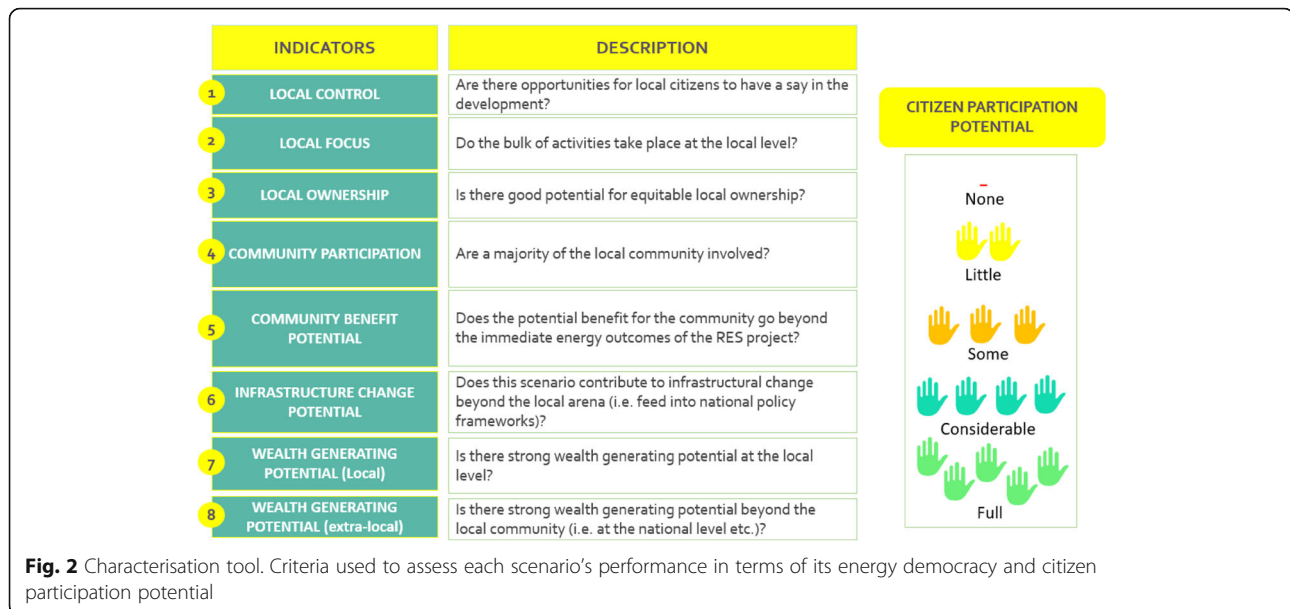 INDICATORS
DESCRIPTION
1
LOCAL CONTROL
Are there opportunities for local citizens to have a say in the
development?
2
LOCAL FOCUS
Do the bulk of activities take place at the local level?
3
LOCAL OWNERSHIP
Is there good potential for equitable local ownership?
4
COMMUNITY PARTICIPATION
Are a majority of the local community involved?
5
COMMUNITY BENEFIT
POTENTIAL
Does the potential benefit for the community go beyond
the immediate energy outcomes of the RES project?
6
INFRASTRUCTURE CHANGE
POTENTIAL
Does this scenario contribute to infrastructural change
beyond the local arena (i.e. feed into national policy
frameworks)?
7
WEALTH GENERATING
POTENTIAL (Local)
Is there strong wealth generating potential at the local
level?
8
WEALTH GENERATING
POTENTIAL (extra-local)
Is there strong wealth generating potential beyond the
local community (i.e. at the national level etc.)?
CITIZEN PARTICIPATION
POTENTIAL
–
None
Little
Some
Considerable
Full
Fig. 2 Characterisation tool. Criteria used to assess each scenario’s performance in terms of its energy democracy and citizen
participation potential